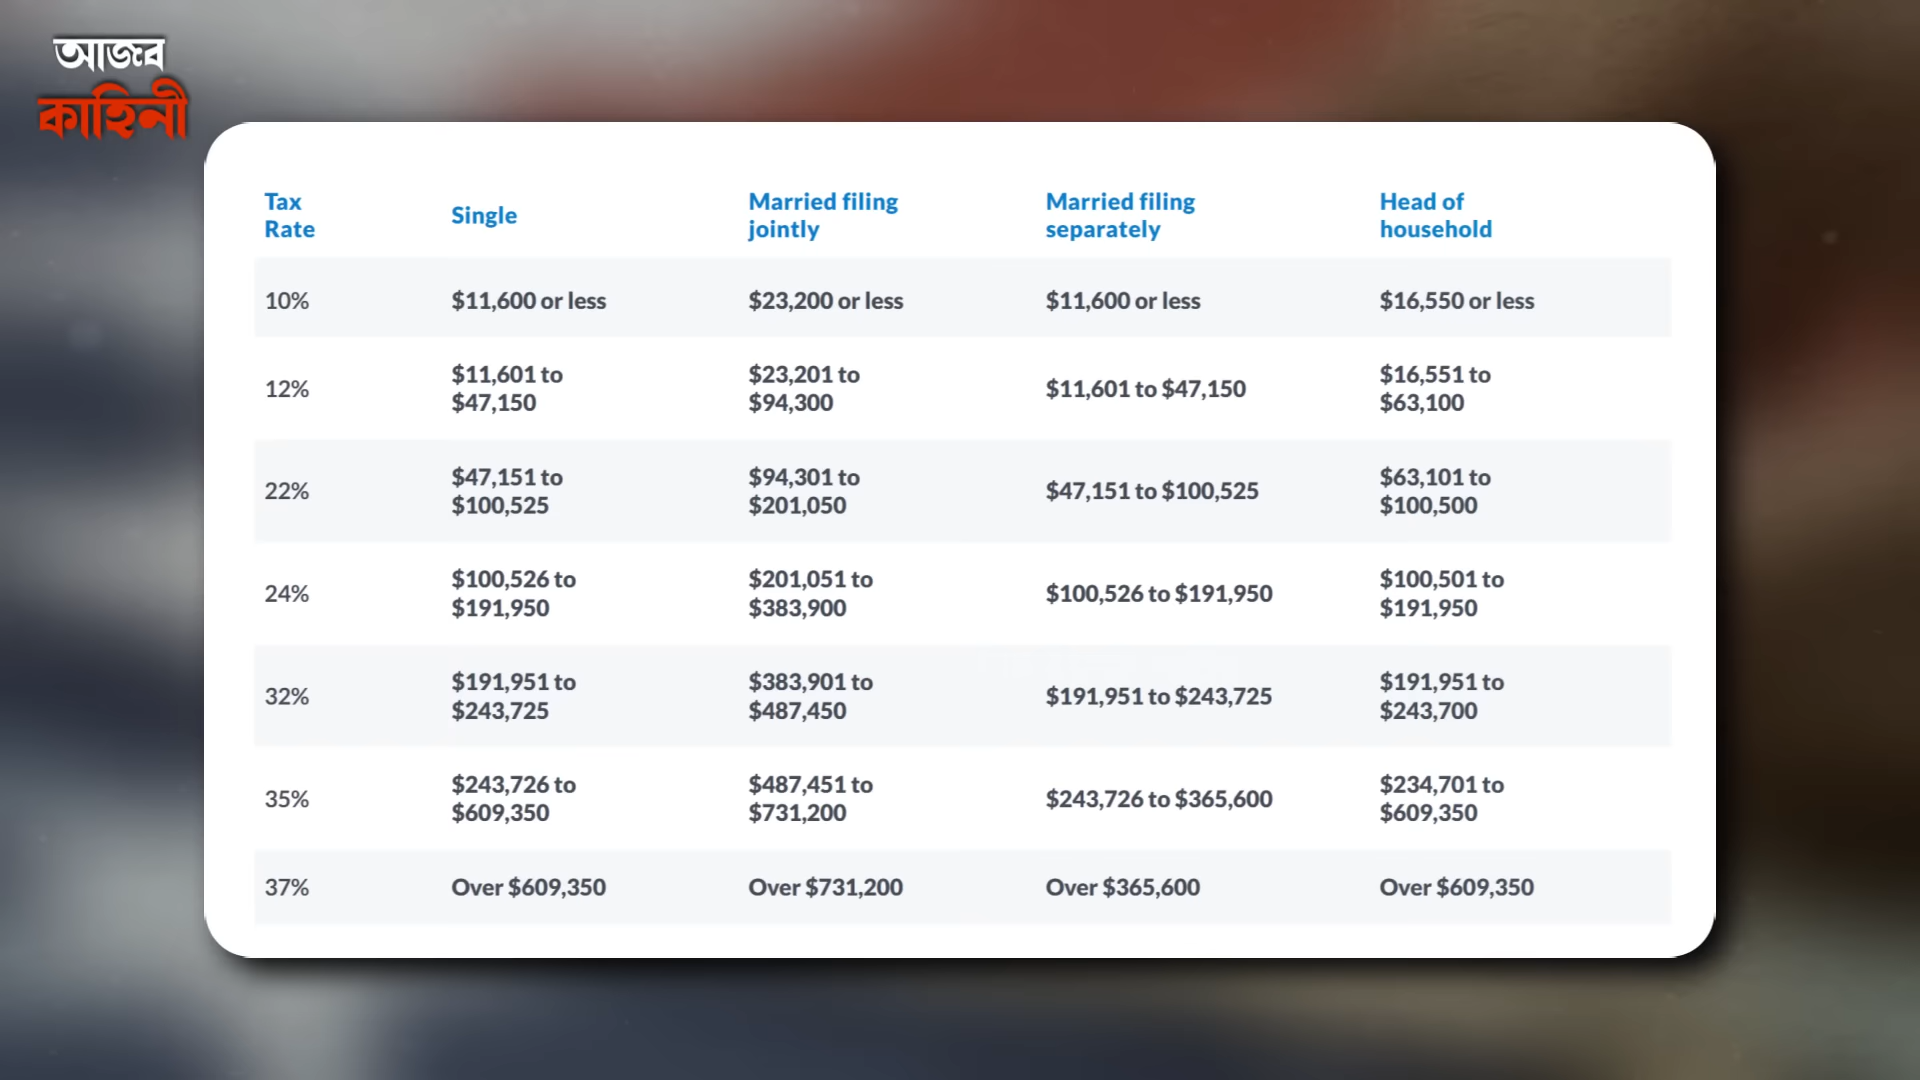 আজব
কাহিনী
Tax
Rate
Single
Married filing
jointly
Married filing
separately
Head of
household
10%
$11,600 or less
$23,200 or less
$11,600 or less
$16,550 or less
12%
$11,601 to
$47,150
$23,201 to
$94,300
$11,601 to $47,150
$16,551 to
$63,100
22%
$47,151 to
$100,525
$94,301 to
$201,050
$47,151 to $100,525
$63,101 to
$100,500
24%
$100,526 to
$191,950
$201,051 to
$383,900
$100,526 to $191,950
$100,501 to
$191,950
32%
$191,951 to
$243,725
$383,901 to
$487,450
$191,951 to $243,725
$191,951 to
$243,700
35%
$243,726 to
$609,350
$487,451 to
$731,200
$243,726 to $365,600
$234,701 to
$609,350
37%
Over $609,350
Over $731,200
Over $365,600
Over $609,350